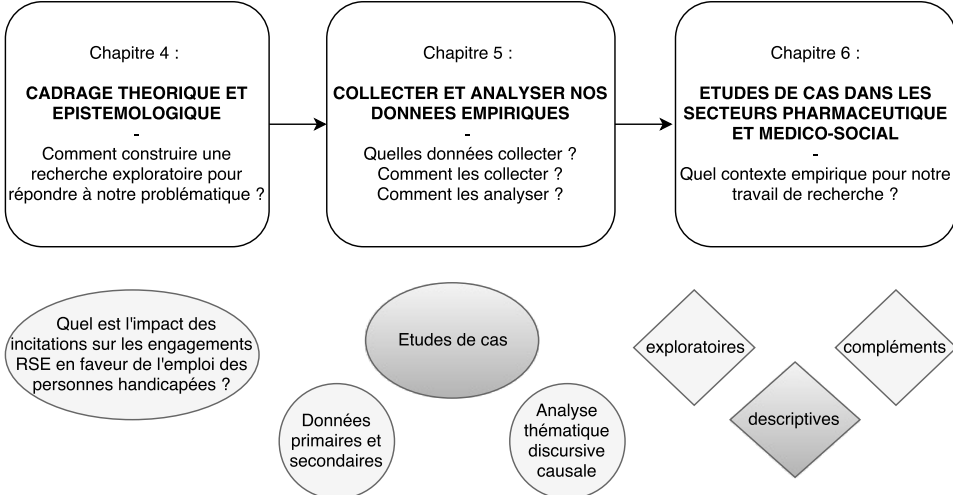 Chapitre 4 :
CADRAGE THEORIQUE ET
EPISTEMOLOGIQUE
-
Comment construire une
recherche exploratoire pour
répondre à notre problématique ?
Chapitre 5 :
COLLECTER ET ANALYSER NOS
DONNEES EMPIRIQUES
-
Quelles données collecter ?
Comment les collecter ?
Comment les analyser ?
Chapitre 6 :
ETUDES DE CAS DANS LES
SECTEURS PHARMACEUTIQUE
ET MEDICO-SOCIAL
-
Quel contexte empirique pour notre
travail de recherche ?
Quel est l'impact des
incitations sur les engagements
RSE en faveur de l'emploi des
personnes handicapées ?
Etudes de cas
Données
primaires et
secondaires
Analyse
thématique
discursive
causale
exploratoires
compléments
descriptives